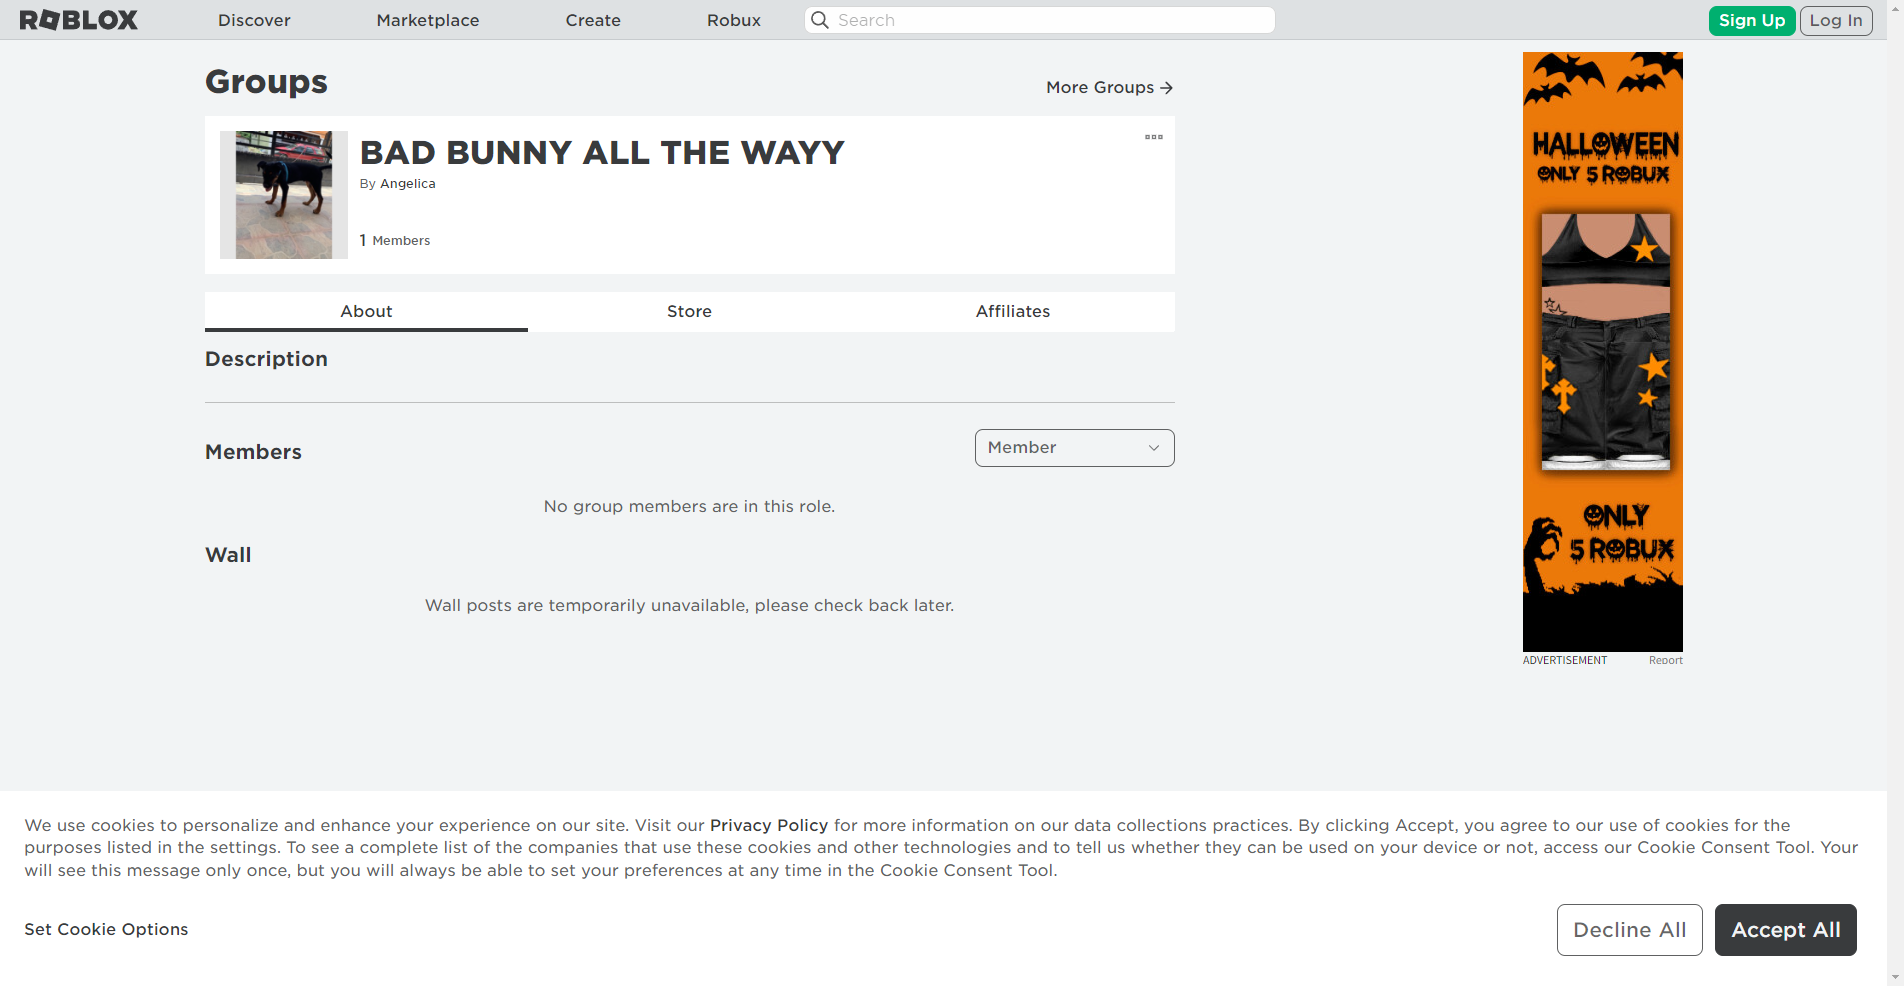 ROBLOX
Discover
Marketplace
Create
Robux
Search
Sign Up
Log In
Groups
More Groups
BAD BUNNY ALL THE WAYY
By Angelica
1 Members
About
Store
Affiliates
Description
Members
Member
No group members are in this role.
Wall
Wall posts are temporarily unavailable, please check back later.
HALLOWEEN
ONLY 5 ROBUX
ONLY
5 ROBUX
ADVERTISEMENT
Report
We use cookies to personalize and enhance your experience on our site. Visit our Privacy Policy for more information on our data collections practices. By clicking Accept, you agree to our use of cookies for the
purposes listed in the settings. To see a complete list of the companies that use these cookies and other technologies and to tell us whether they can be used on your device or not, access our Cookie Consent Tool. Your
will see this message only once, but you will always be able to set your preferences at any time in the Cookie Consent Tool.
Set Cookie Options
Decline All
Accept All